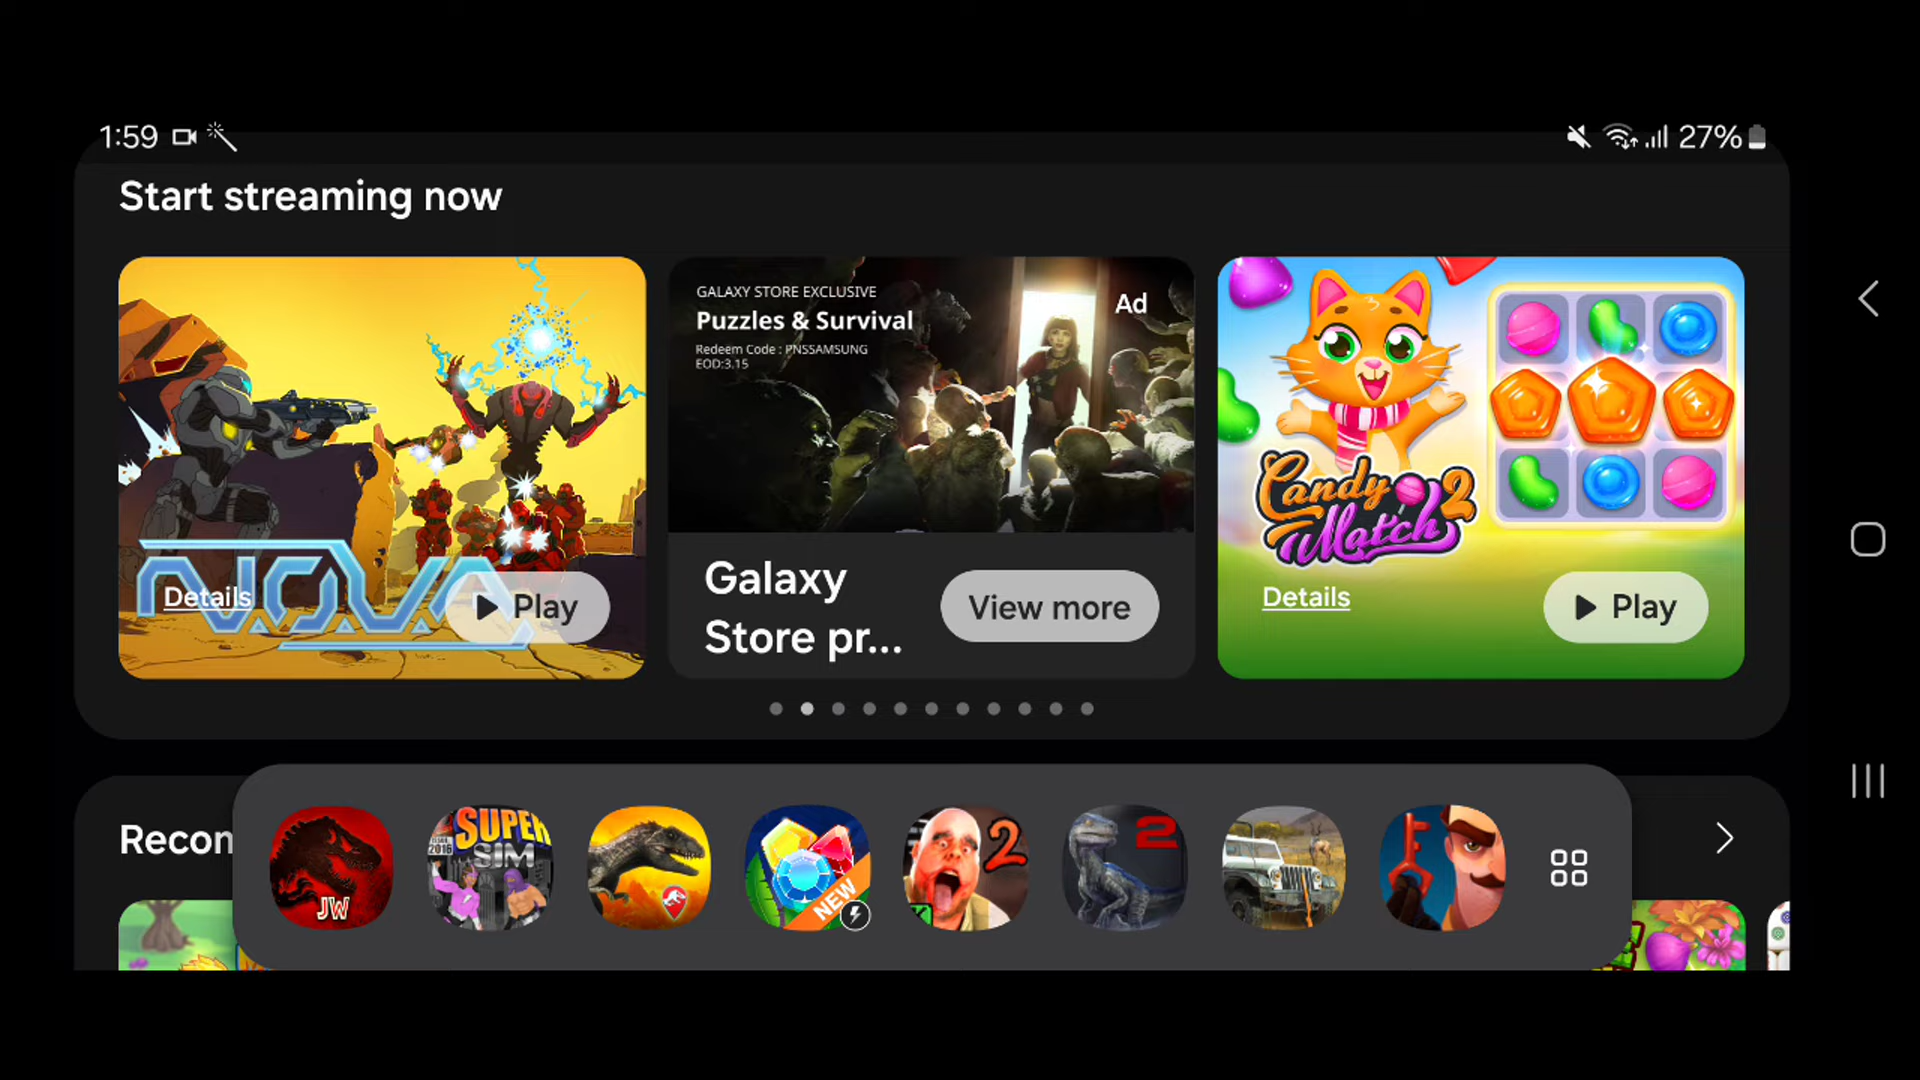 1:59
27%
Start streaming now
N.O.V.A.
Details
Play
GALAXY STORE EXCLUSIVE
Puzzles & Survival
Redeem Code : PNSSAMSUNG
EOD:3.15
Ad
Galaxy
Store pr...
View more
Candy
Match 2
Details
Play
Recon
JW
SUPER
SIM
2016
NEW
2
2